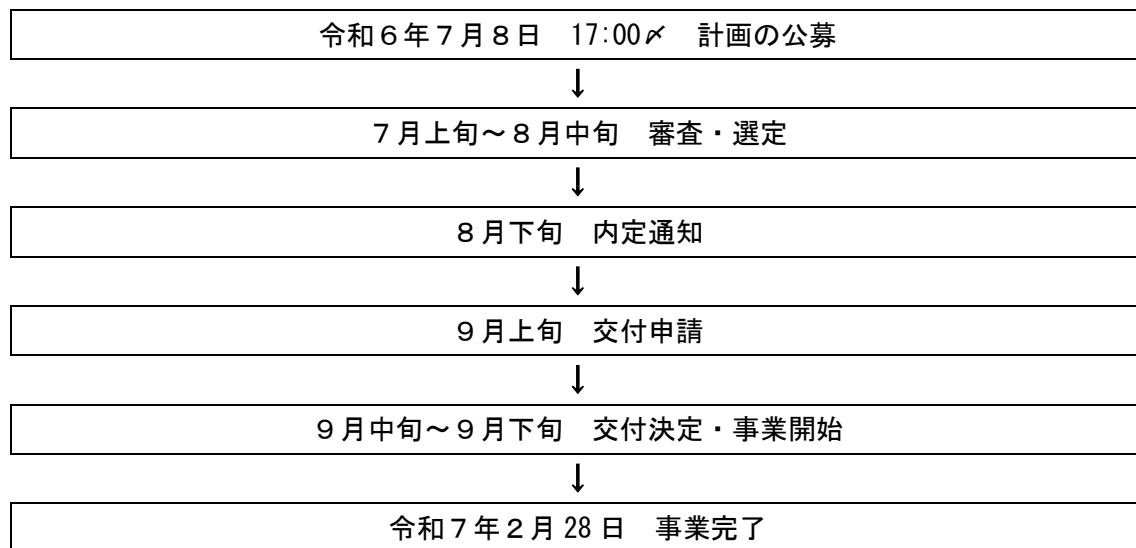 令和６年７月８日　17:00〆　計画の公募
↓
７月上旬～８月中旬　審査・選定
↓
８月下旬　内定通知
↓
９月上旬　交付申請
↓
９月中旬～９月下旬　交付決定・事業開始
↓
令和７年２月 28 日　事業完了